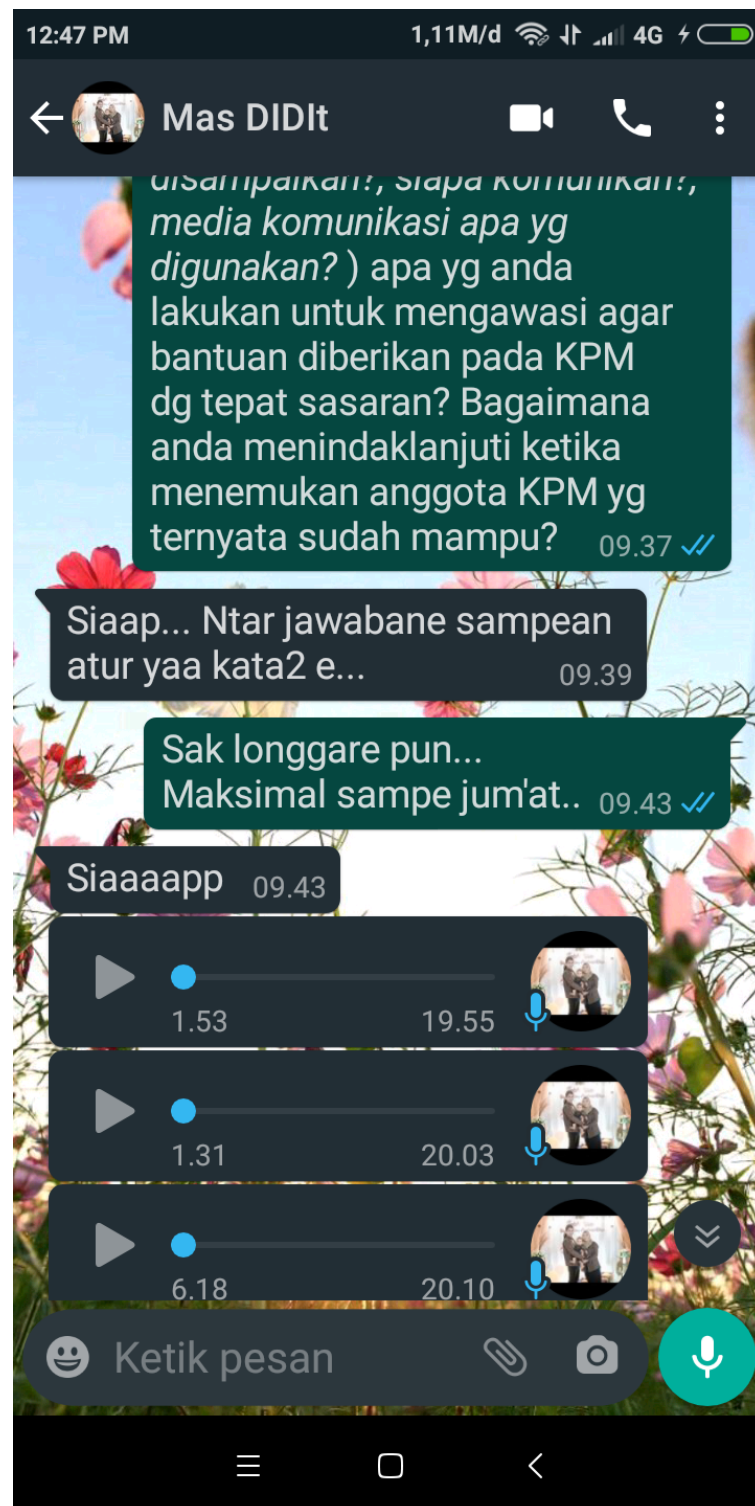 12:47 PM
1,11M/d
4G
Mas DIDIt
disampaikan?, siapa komunikan?,
media komunikasi apa yg
digunakan? ) apa yg anda
lakukan untuk mengawasi agar
bantuan diberikan pada KPM
dg tepat sasaran? Bagaimana
anda menindaklanjuti ketika
menemukan anggota KPM yg
ternyata sudah mampu?
09.37
Siaap... Ntar jawabane sampean
atur yaa kata2 e...
09.39
Sak longgare pun...
Maksimal sampe jum'at..
09.43
Siaaaapp
09.43
1.53
19.55
1.31
20.03
6.18
20.10
Ketik pesan